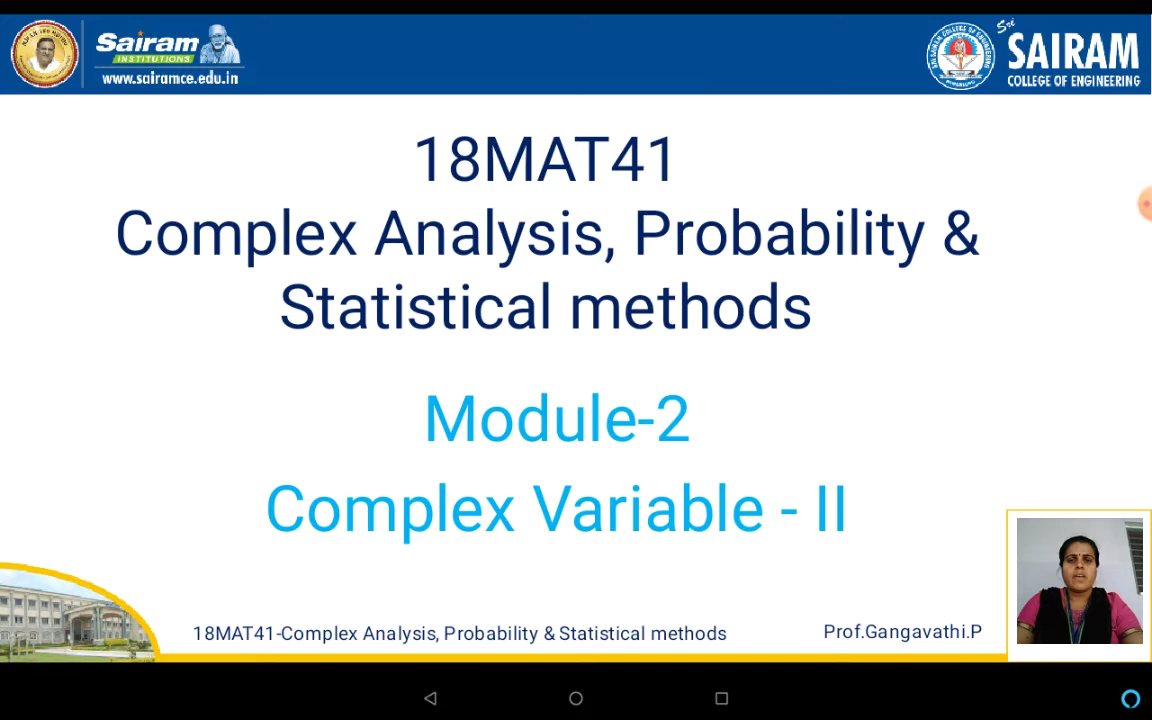 Sairam
INSTITUTIONS
www.sairamce.edu.in
Sri
SAIRAM
COLLEGE OF ENGINEERING
18MAT41
Complex Analysis, Probability &
Statistical methods
Module-2
Complex Variable - II
18MAT41-Complex Analysis, Probability & Statistical methods
Prof.Gangavathi.P